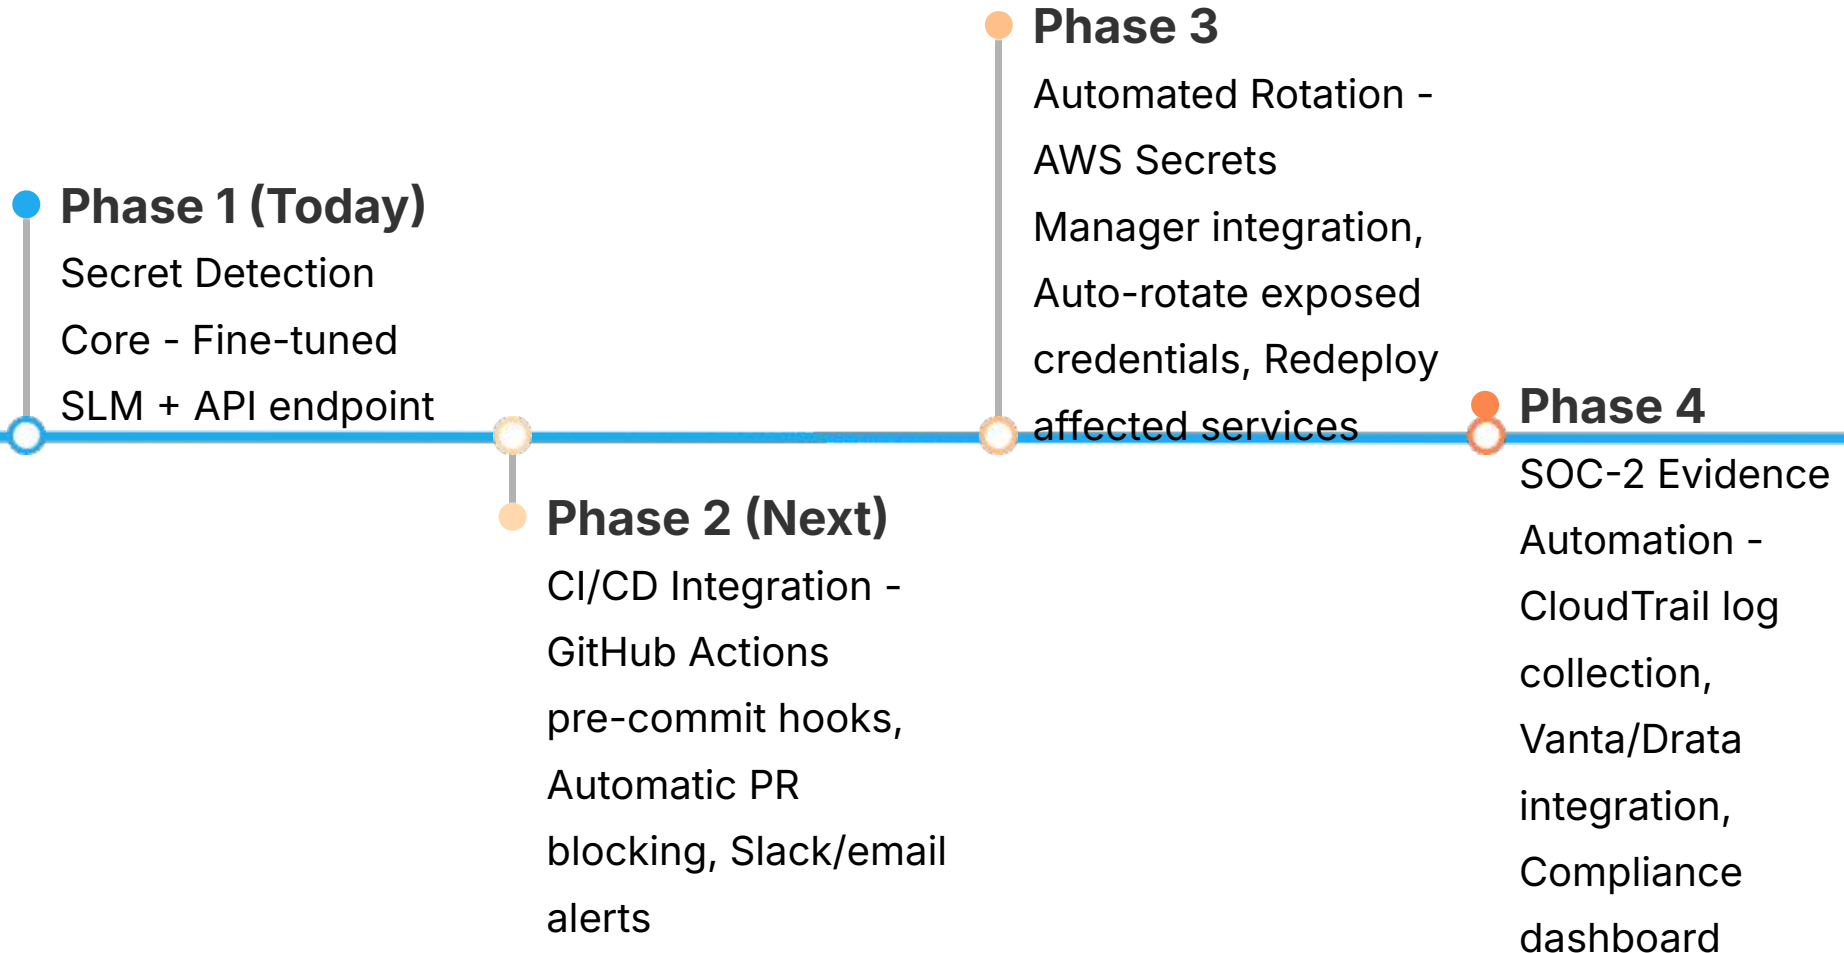 Phase 1 (Today)
Secret Detection
Core - Fine-tuned
SLM + API endpoint
Phase 2 (Next)
CI/CD Integration -
GitHub Actions
pre-commit hooks,
Automatic PR
blocking, Slack/email
alerts
Phase 3
Automated Rotation -
AWS Secrets
Manager integration,
Auto-rotate exposed
credentials, Redeploy
affected services
Phase 4
SOC-2 Evidence
Automation -
CloudTrail log
collection,
Vanta/Drata
integration,
Compliance
dashboard